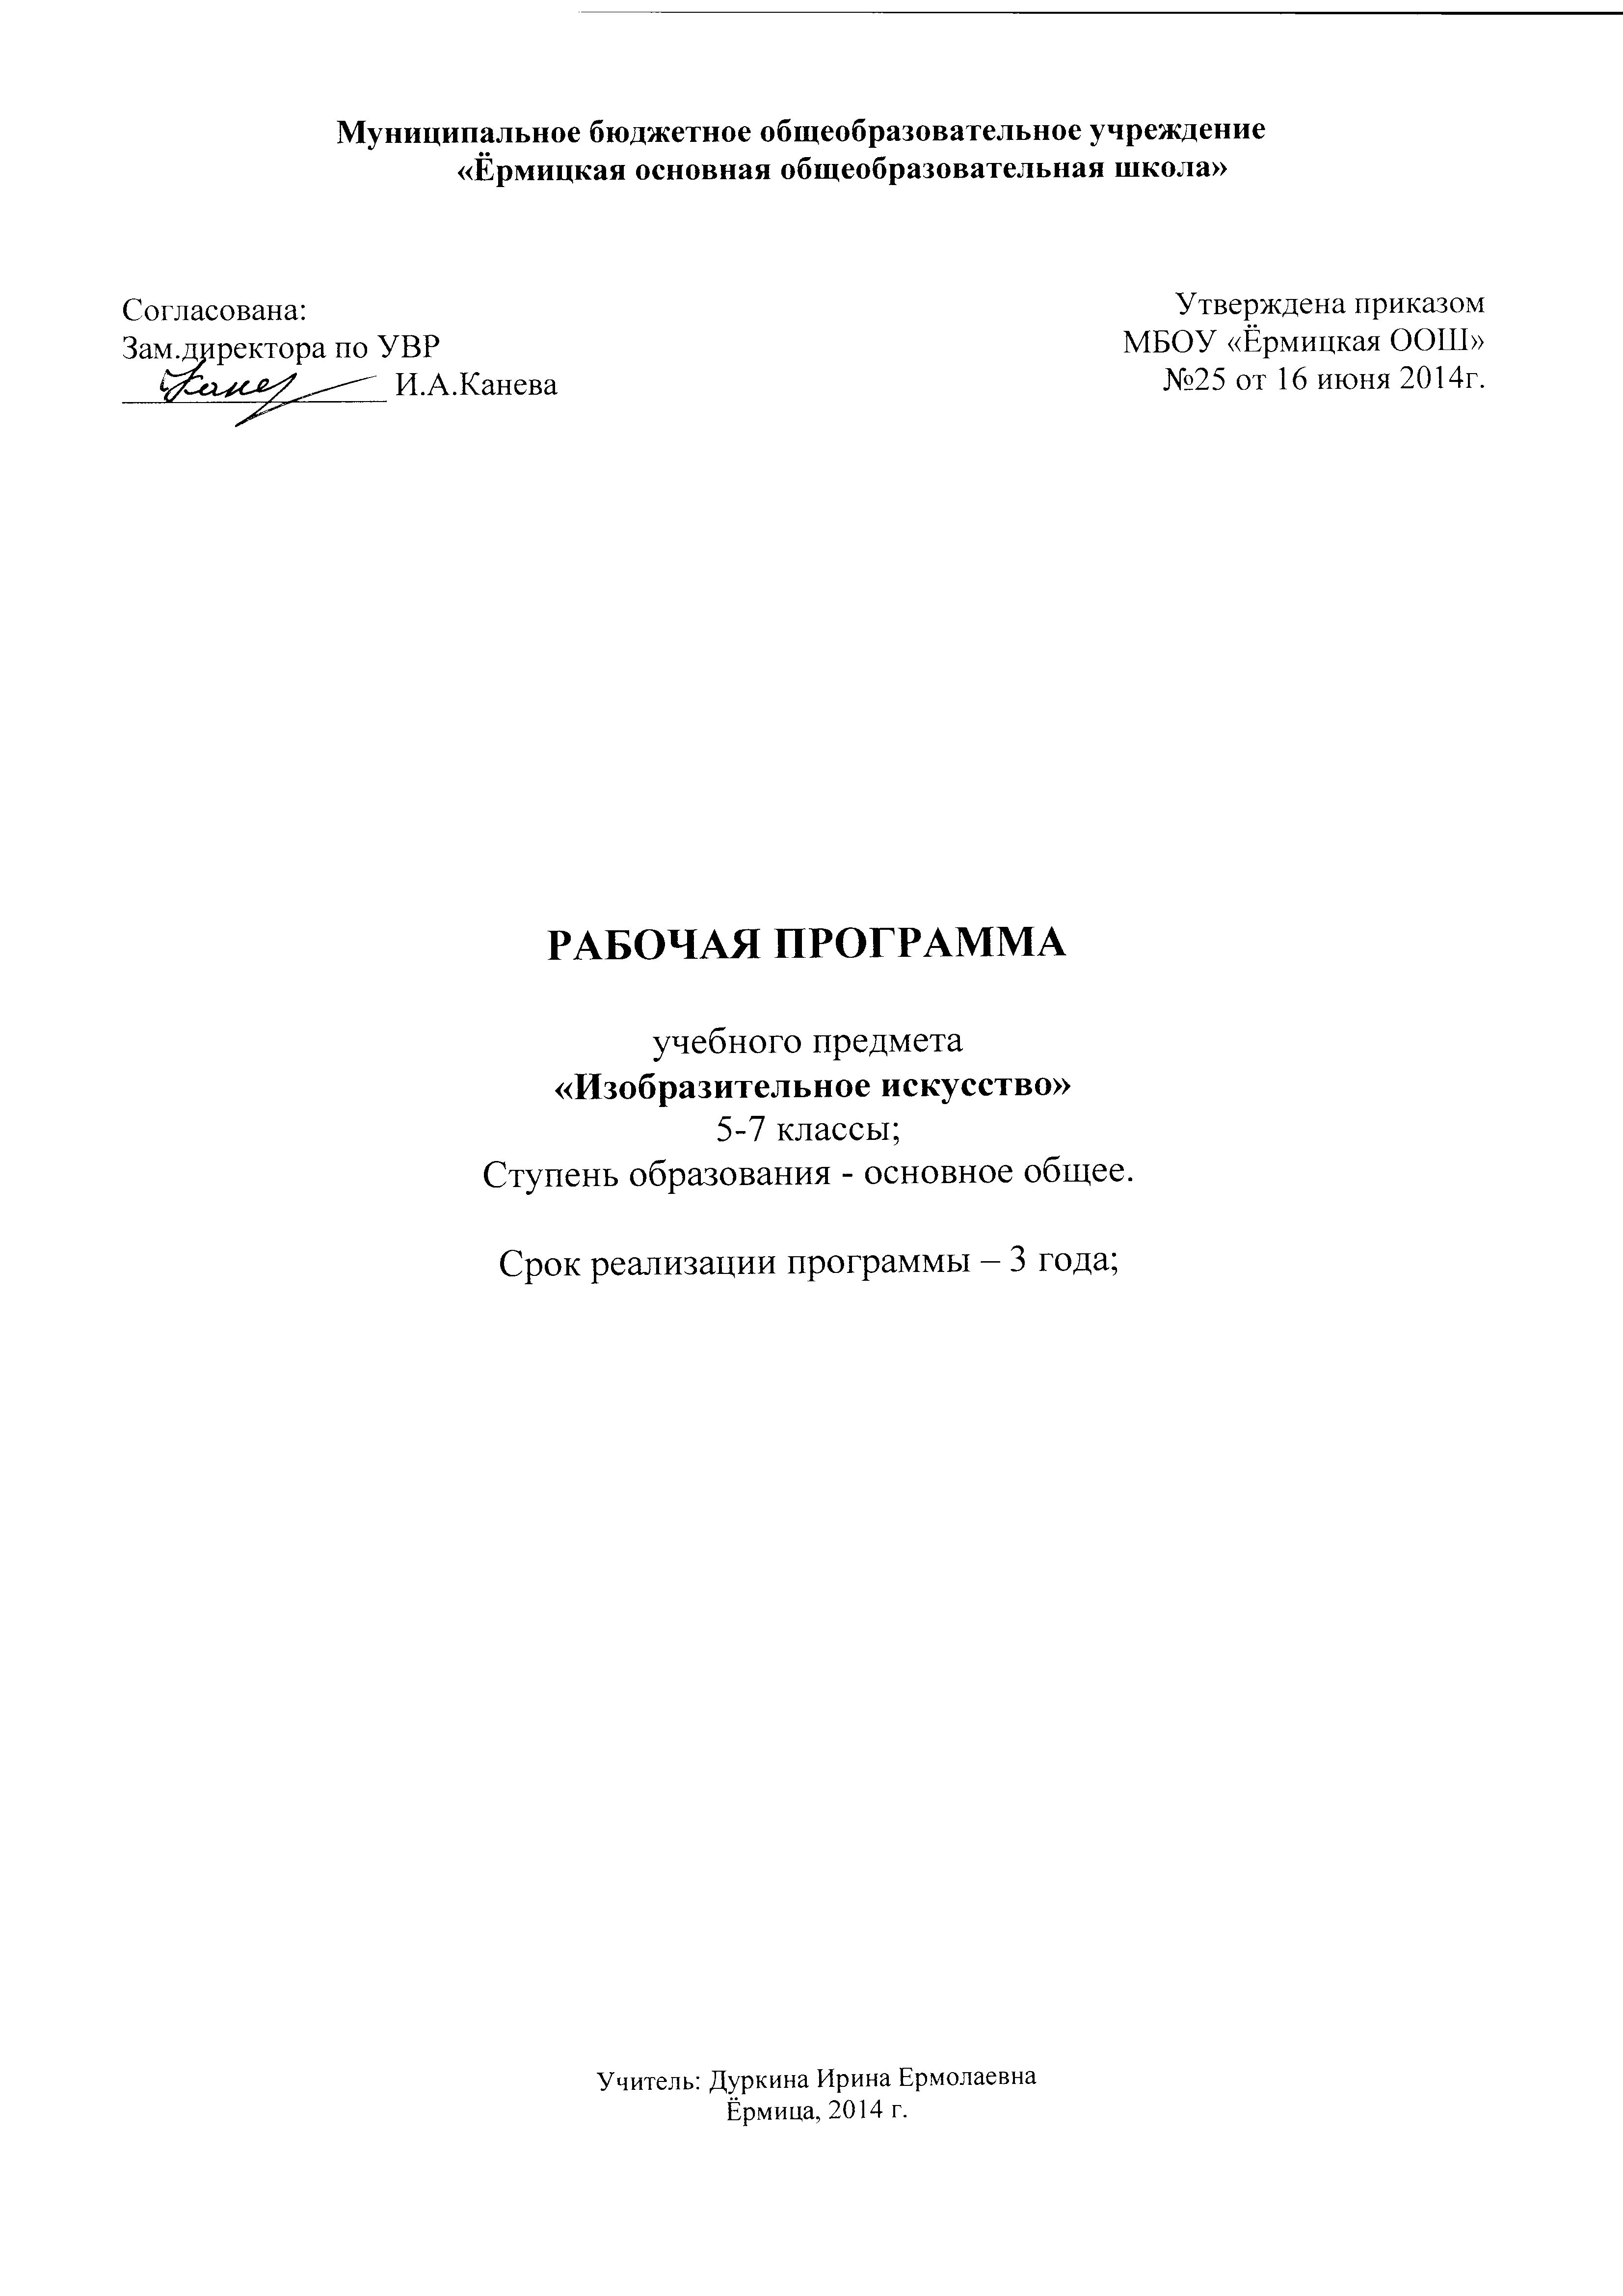 Муниципальное бюджетное общеобразовательное учреждение
«Ёрмицкая основная общеобразовательная школа»
Согласована:
Зам.директора по УВР
Канев И.А.Канева
Утверждена приказом
МБОУ «Ёрмицкая ООШ»
№25 от 16 июня 2014г.
РАБОЧАЯ ПРОГРАММА
учебного предмета
«Изобразительное искусство»
5-7 классы;
Ступень образования - основное общее.
Срок реализации программы – 3 года;
Учитель: Дуркина Ирина Ермолаевна
Ёрмица, 2014 г.